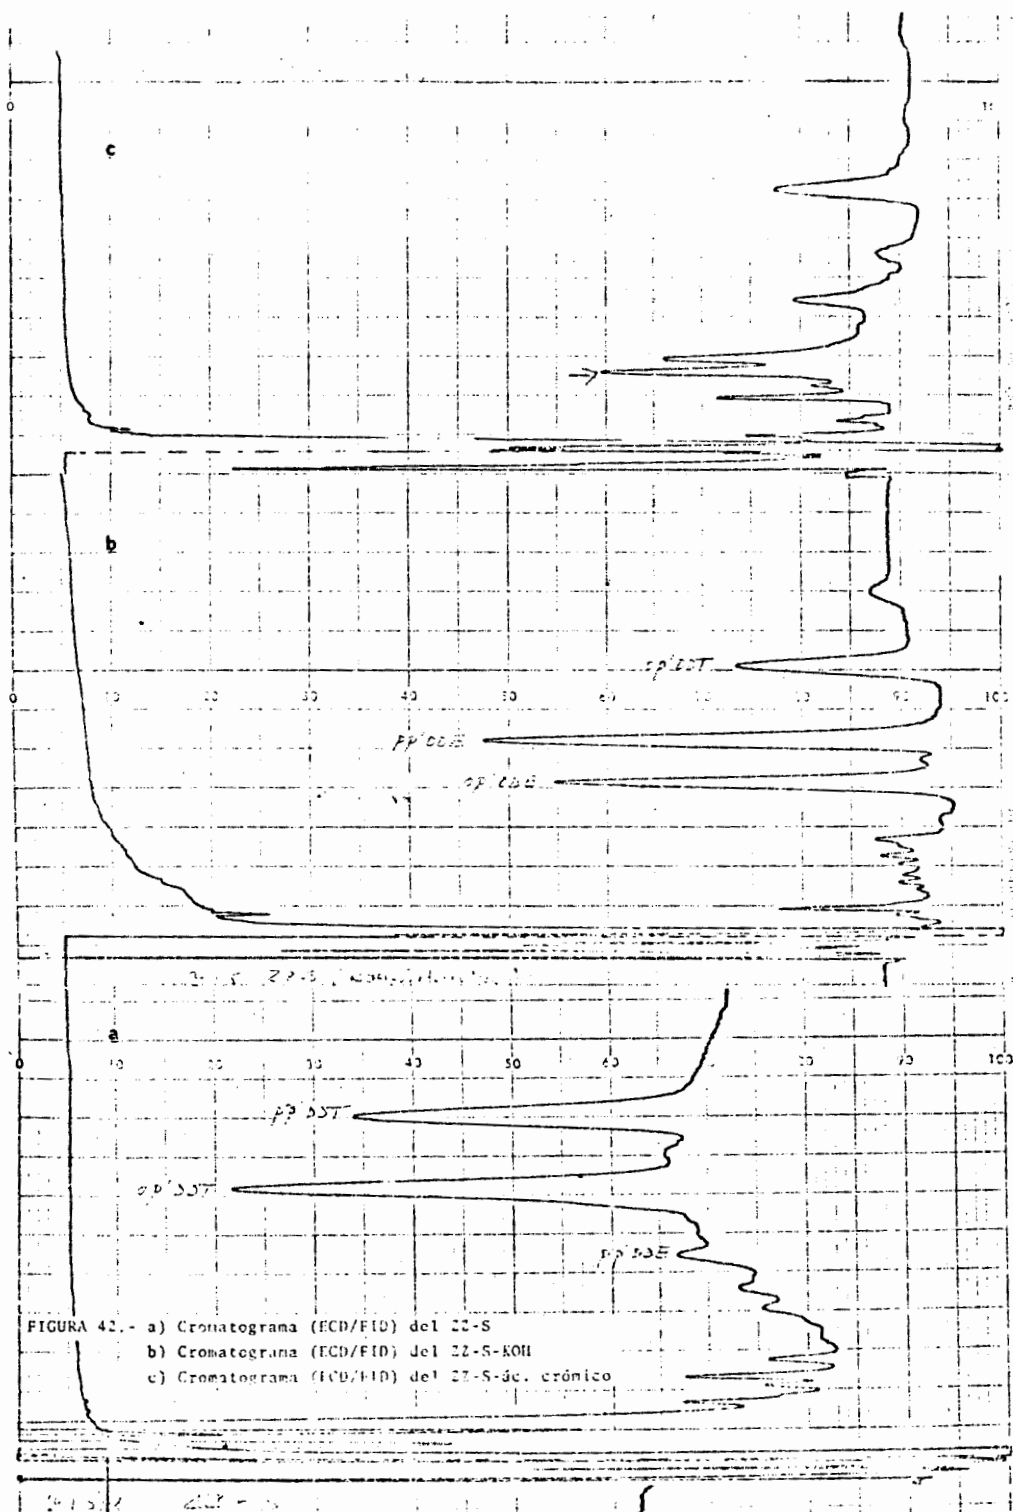 0
c
b
op'DDT
0 10 20 30 40 50 60 70 80 90 100
pp'DDE
op'DDE
a
0 10 20 30 40 50 60 70 80 90 100
pp'DDT
op'DDT
pp'DDE
FIGURA 42.- a) Cromatograma (ECD/FID) del ZZ-S
b) Cromatograma (ECD/FID) del ZZ-S-KOH
c) Cromatograma (ECD/FID) del ZZ-S-ác. crómico